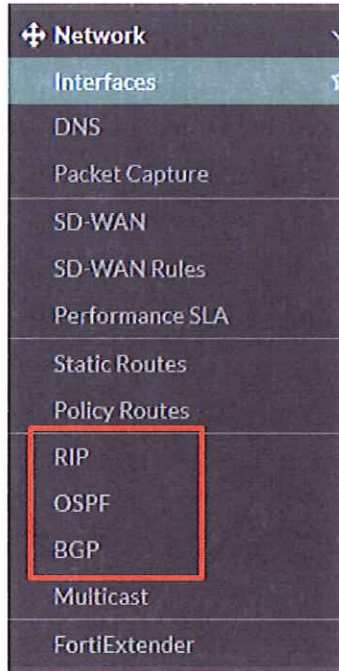 Network
Interfaces
DNS
Packet Capture
SD-WAN
SD-WAN Rules
Performance SLA
Static Routes
Policy Routes
RIP
OSPF
BGP
Multicast
FortiExtender